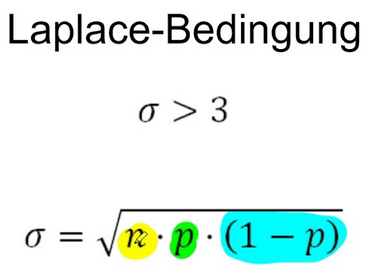 Laplace-Bedingung
σ > 3
σ = √n · p · (1 − p)